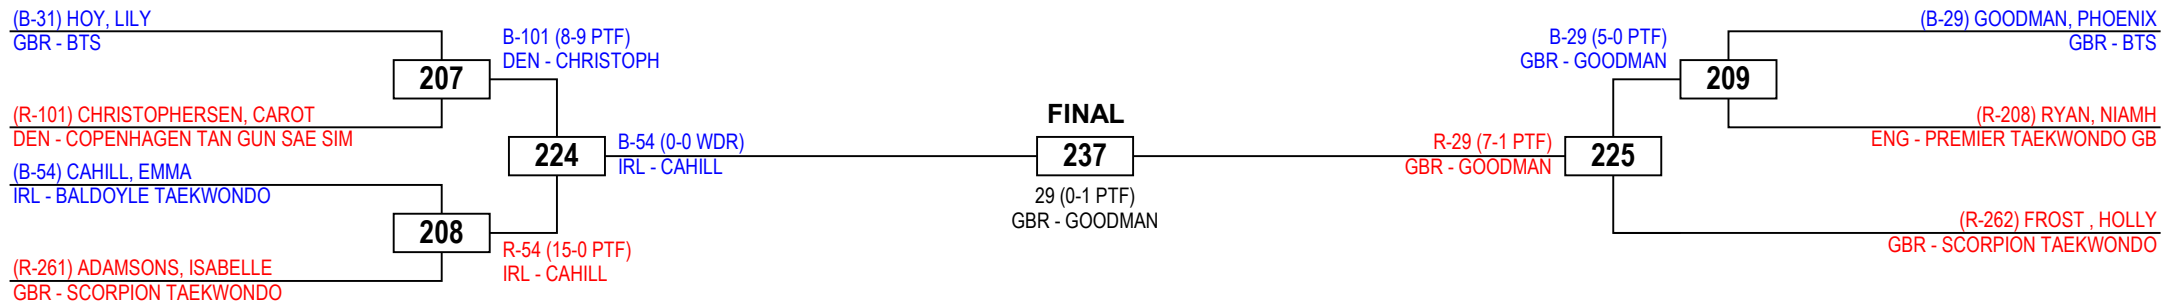 (B-31) HOY, LILY
GBR - BTS
207
(R-101) CHRISTOPHERSEN, CAROT
DEN - COPENHAGEN TAN GUN SAE SIM
B-101 (8-9 PTF)
DEN - CHRISTOPH
(B-54) CAHILL, EMMA
IRL - BALDOYLE TAEKWONDO
208
(R-261) ADAMSONS, ISABELLE
GBR - SCORPION TAEKWONDO
R-54 (15-0 PTF)
IRL - CAHILL
224
B-54 (0-0 WDR)
IRL - CAHILL
FINAL
237
29 (0-1 PTF)
GBR - GOODMAN
R-29 (7-1 PTF)
GBR - GOODMAN
225
B-29 (5-0 PTF)
GBR - GOODMAN
209
(B-29) GOODMAN, PHOENIX
GBR - BTS
(R-208) RYAN, NIAMH
ENG - PREMIER TAEKWONDO GB
(R-262) FROST , HOLLY
GBR - SCORPION TAEKWONDO